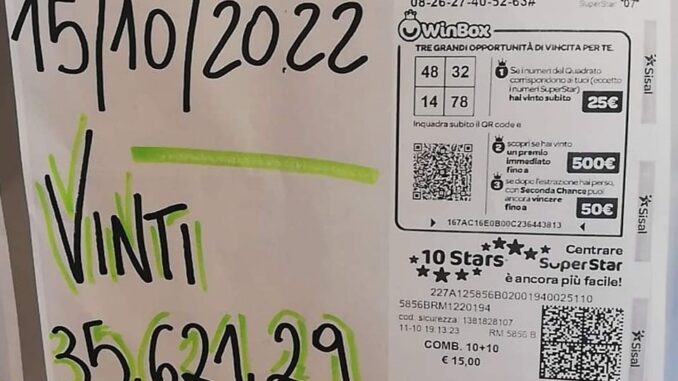 15/10/2022
VINTI
35.621,29
08-26-27-40-52-63#
SuperStar "07"
WinBox
TRE GRANDI OPPORTUNITÀ DI VINCITA PER TE.
48 32
14 78
1 Se i numeri del Quadrato
corrispondono ai tuoi (eccetto
i numeri SuperStar)
hai vinto subito 25€
Inquadra subito il QR code e
2 scopri se hai vinto
un premio
immediato
fino a 500€
3 se dopo l'estrazione hai perso,
con Seconda Chance puoi
ancora vincere
fino a 50€
167AC16E0B00C236443813
10 Stars
Centrare
SuperStar
è ancora più facile!
227A125856B02001940025110
5856BRM1220194
cod. sicurezza: 1381828107
11-10 19:13:23 RM 5856 B
COMB. 10+10
€ 15,00
Sisal
Sisal
Sisal